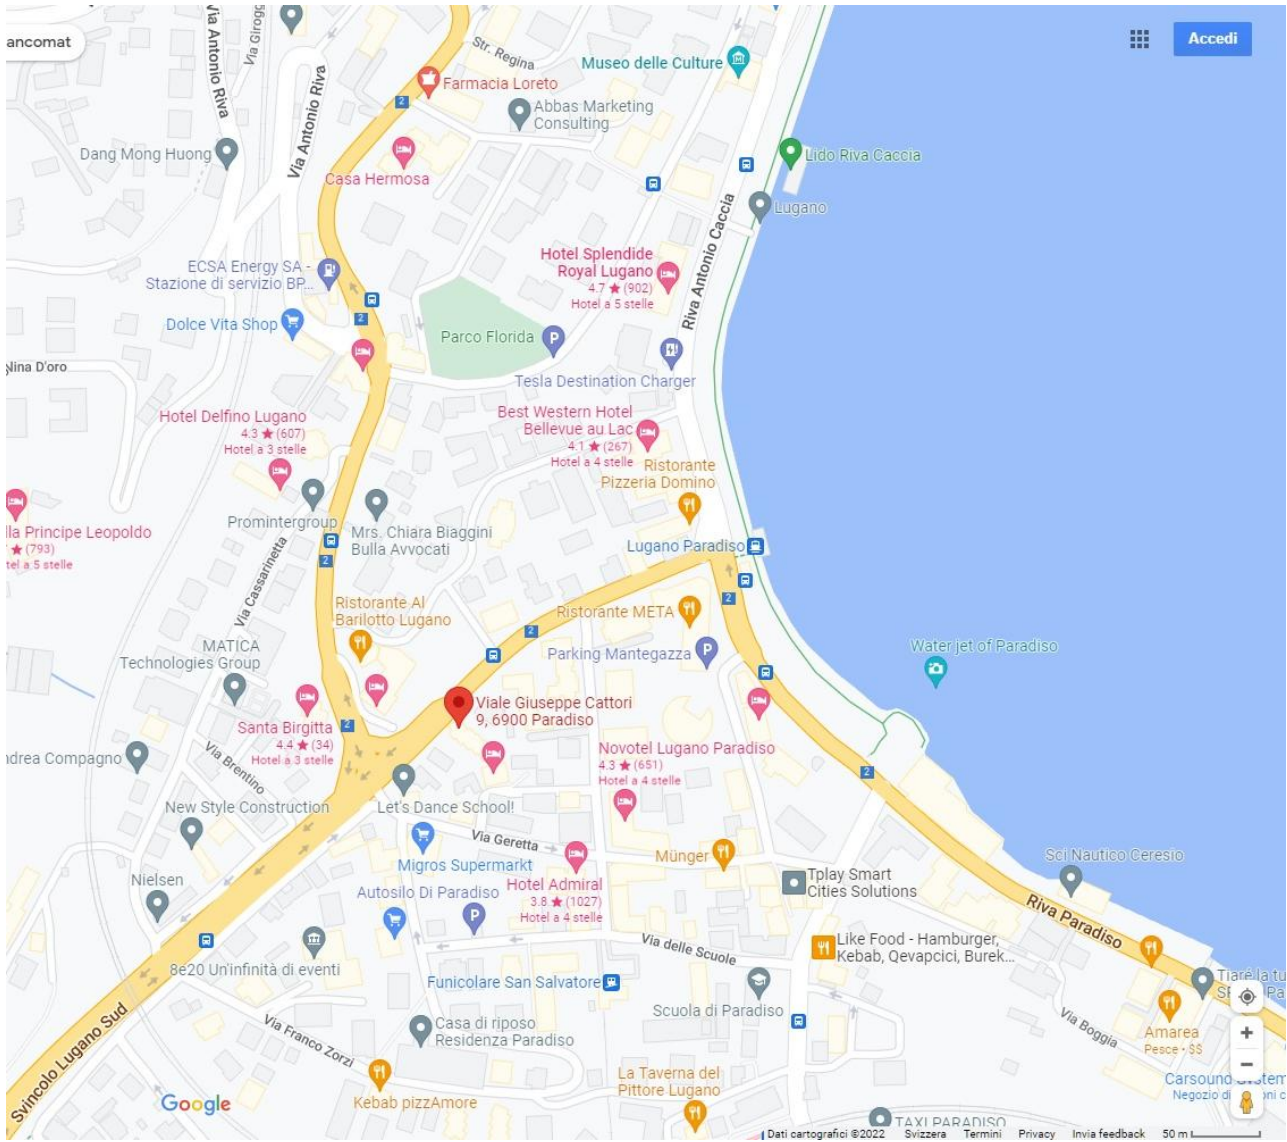 ancomat
Accedi
Via Antonio Riva
Via Girogg
Str. Regina
Museo delle Culture
Farmacia Loreto
2
Abbas Marketing
Consulting
Via Antonio Riva
Dang Mong Huong
Casa Hermosa
Lido Riva Caccia
Lugano
Riva Antonio Caccia
Hotel Splendide
Royal Lugano
4.7 ★ (902)
Hotel a 5 stelle
ECSA Energy SA -
Stazione di servizio BP...
2
Dolce Vita Shop
Parco Florida
P
Nina D'oro
Tesla Destination Charger
Hotel Delfino Lugano
4.3 ★ (607)
Hotel a 3 stelle
Best Western Hotel
Bellevue au Lac
4.1 ★ (267)
Hotel a 4 stelle
Ristorante
Pizzeria Domino
Promintergroup
Mrs. Chiara Biaggini
Bulla Avvocati
lla Principe Leopoldo
★ (793)
tel a 5 stelle
Lugano Paradiso
2
Via Cassarinetta
2
Ristorante Al
Barilotto Lugano
Ristorante META
2
MATICA
Technologies Group
Parking Mantegazza
P
Water jet of Paradiso
Viale Giuseppe Cattori
9, 6900 Paradiso
Santa Birgitta
4.4 ★ (34)
Hotel a 3 stelle
2
Novotel Lugano Paradiso
4.3 ★ (651)
Hotel a 4 stelle
ndrea Compagno
Via Brentino
2
New Style Construction
Let's Dance School!
Via Geretta
Migros Supermarkt
Münger
Sci Nautico Ceresio
Nielsen
Autosilo Di Paradiso
P
Hotel Admiral
3.8 ★ (1027)
Hotel a 4 stelle
Tplay Smart
Cities Solutions
Riva Paradiso
Via delle Scuole
Like Food - Hamburger,
Kebab, Qevapcici, Burek...
8e20 Un'infinità di eventi
Funicolare San Salvatore
Scuola di Paradiso
Svincolo Lugano Sud
Via Franco Zorzi
Casa di riposo
Residenza Paradiso
Via Boggia
Amarea
Pesce · $$
La Taverna del
Pittore Lugano
Kebab pizzAmore
Google
TAXI PARADISO
Dati cartografici ©2022 Svizzera Termini Privacy Invia feedback 50 m